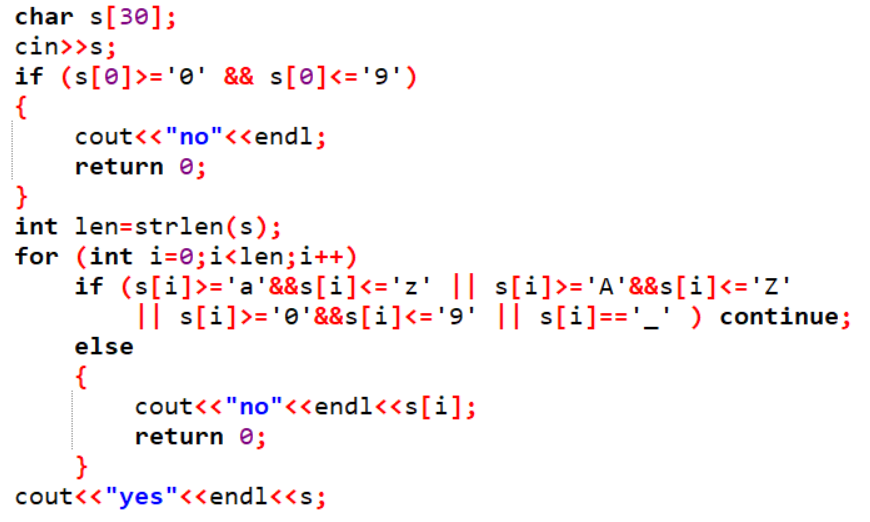 char s[30];
cin>>s;
if (s[0]>='0' && s[0]<='9')
{
    cout<<"no"<<endl;
    return 0;
}
int len=strlen(s);
for (int i=0;i<len;i++)
    if (s[i]>='a'&&s[i]<='z' || s[i]>='A'&&s[i]<='Z'
        || s[i]>='0'&&s[i]<='9' || s[i]=='_' ) continue;
    else
    {
        cout<<"no"<<endl<<s[i];
        return 0;
    }
cout<<"yes"<<endl<<s;